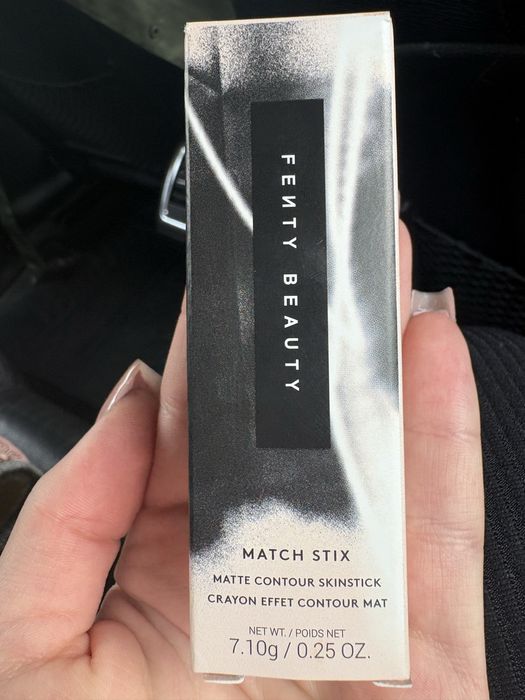 FEИTY BEAUTY
MATCH STIX
MATTE CONTOUR SKINSTICK
CRAYON EFFET CONTOUR MAT
NET WT. / POIDS NET
7.10g / 0.25 OZ.